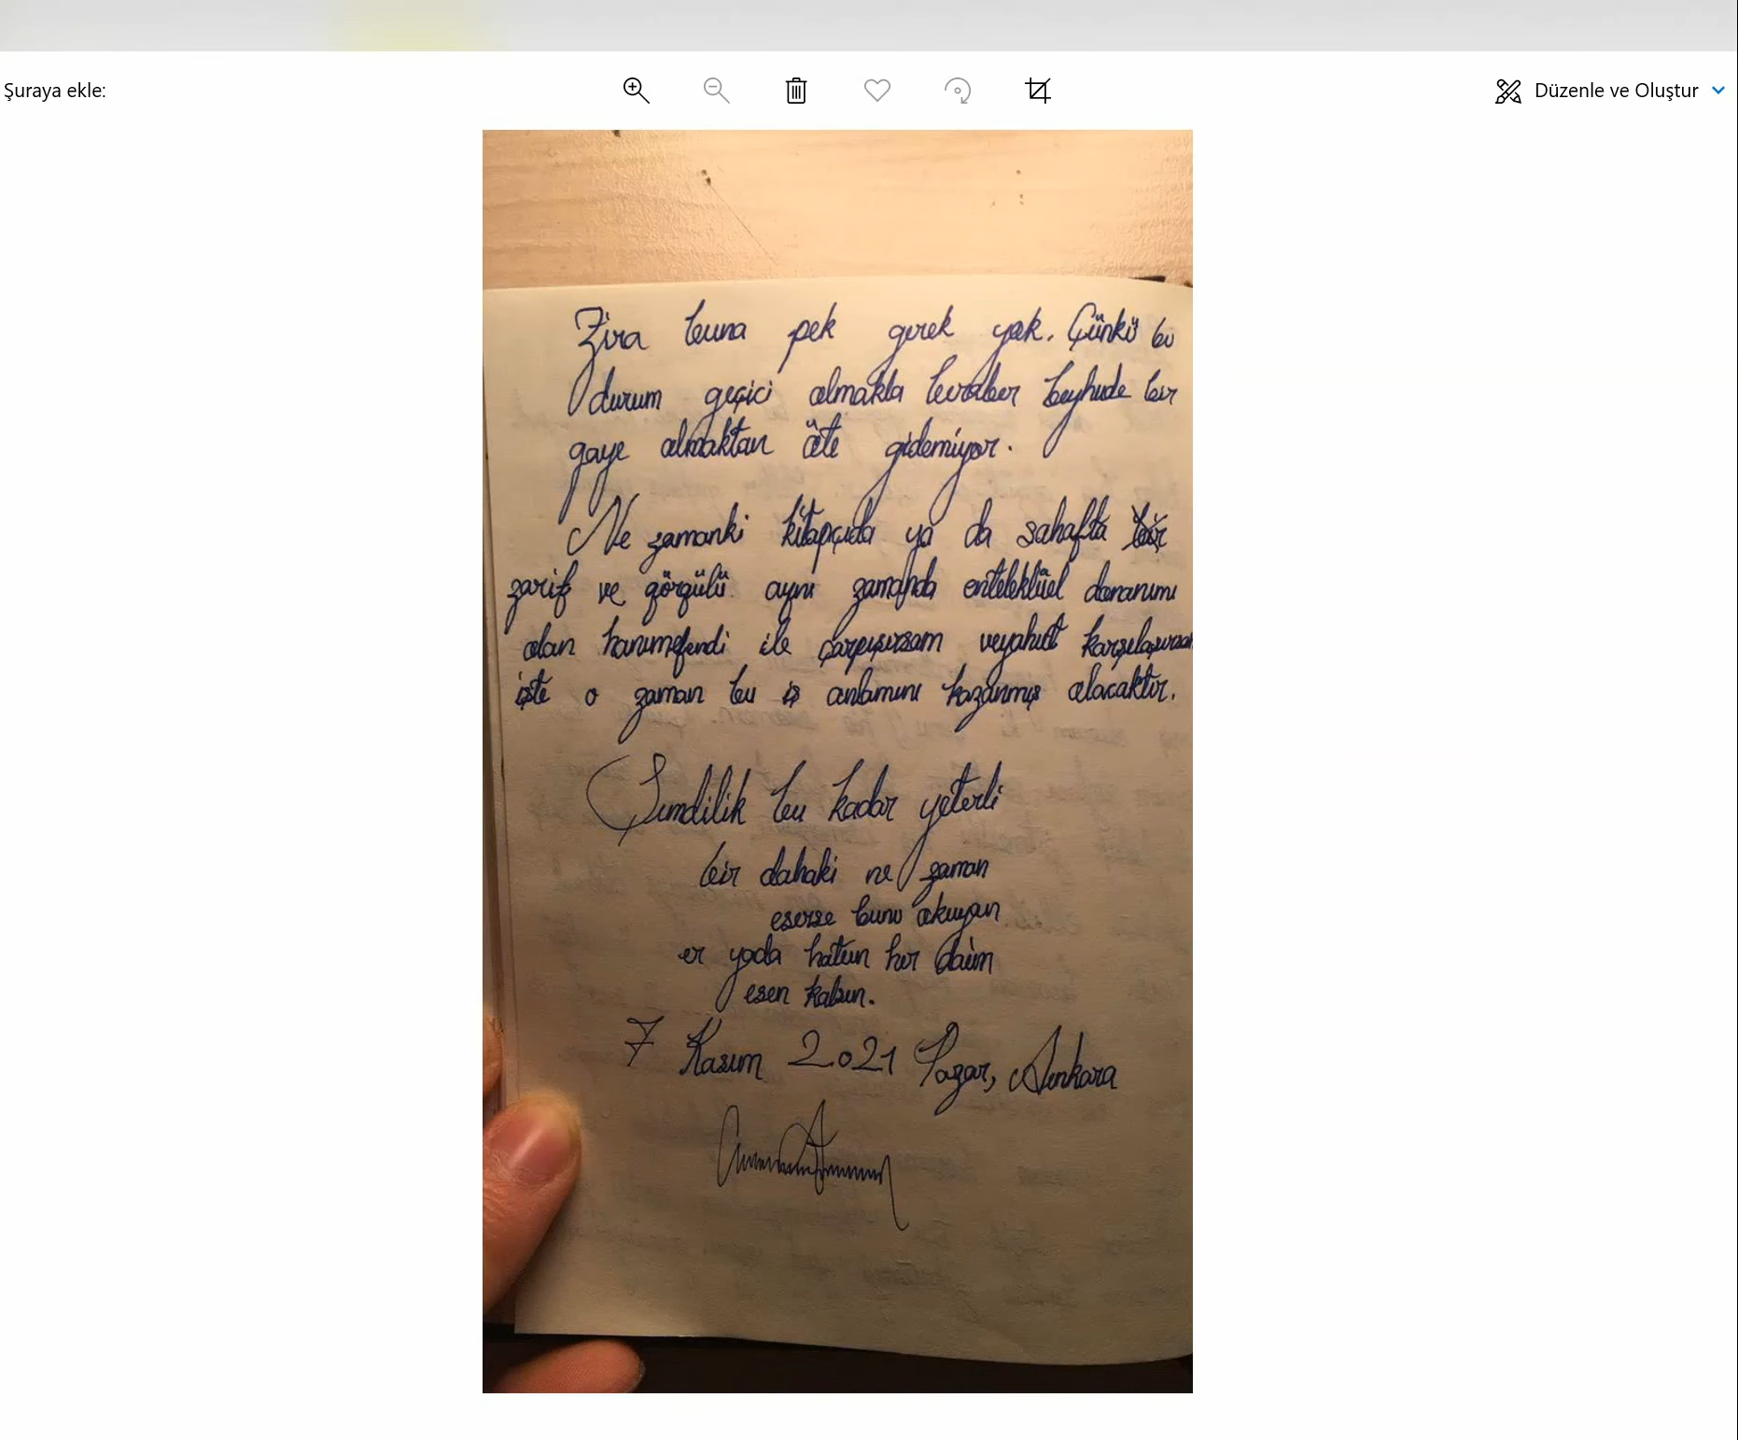 Şuraya ekle:
Düzenle ve Oluştur
Zira buna pek gerek yok. Çünkü bu
durum geçici olmakla beraber beyhude bir
gaye olmaktan öte gidemiyor.
Ne zamanki kitapçıda ya da sahafta bir
zarif ve görgülü aynı zamanda entelektüel donanımı
olan hanımefendi ile çarpışırsam veyahut karşılaşırsam
işte o zaman bu iş anlamını kazanmış olacaktır.
Şimdilik bu kadar yeterli
bir dahaki ne zaman
eserse bunu okuyan
er yada hatun her daim
esen kalsın.
7 Kasım 2021 Pazar, Ankara